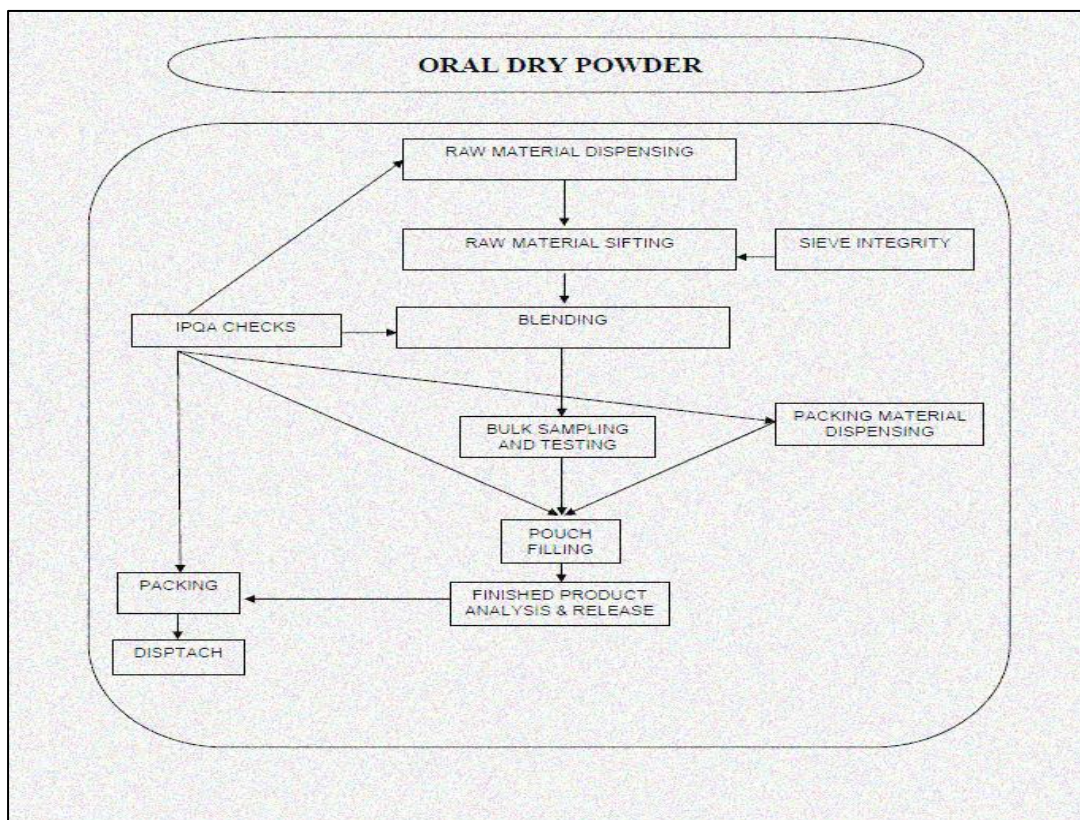 ORAL DRY POWDER
RAW MATERIAL DISPENSING
RAW MATERIAL SIFTING
SIEVE INTEGRITY
IPQA CHECKS
BLENDING
BULK SAMPLING
AND TESTING
PACKING MATERIAL
DISPENSING
POUCH
FILLING
PACKING
FINISHED PRODUCT
ANALYSIS & RELEASE
DISPTACH